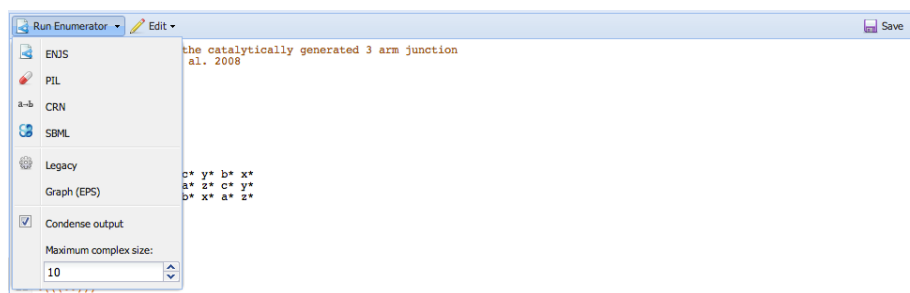 Run Enumerator Edit Save
the catalytically generated 3 arm junction
ENJS
al. 2008
PIL
a→b CRN
SBML
Legacy
c* y* b* x*
a* z* c* y*
Graph (EPS)
b* x* a* z*
Condense output
Maximum complex size:
10